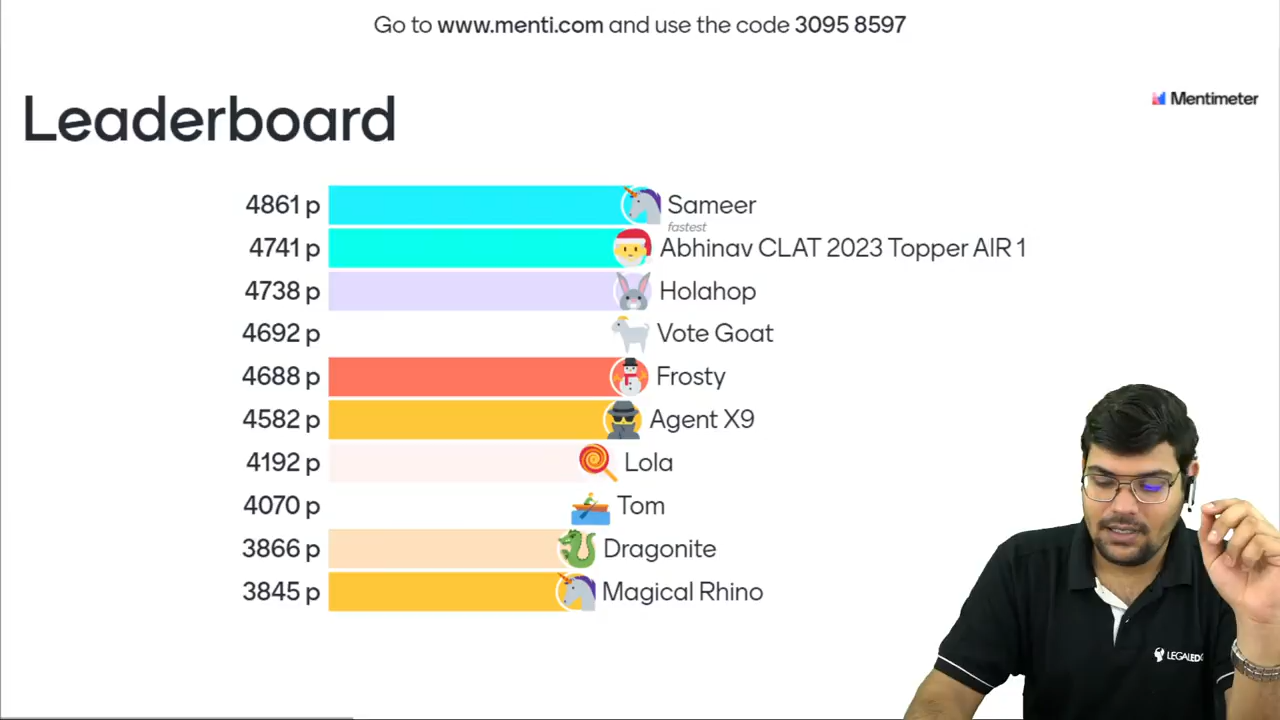 Go to www.menti.com and use the code 3095 8597
Mentimeter
Leaderboard
4861 p Sameer
fastest
4741 p Abhinav CLAT 2023 Topper AIR 1
4738 p Holahop
4692 p Vote Goat
4688 p Frosty
4582 p Agent X9
4192 p Lola
4070 p Tom
3866 p Dragonite
3845 p Magical Rhino